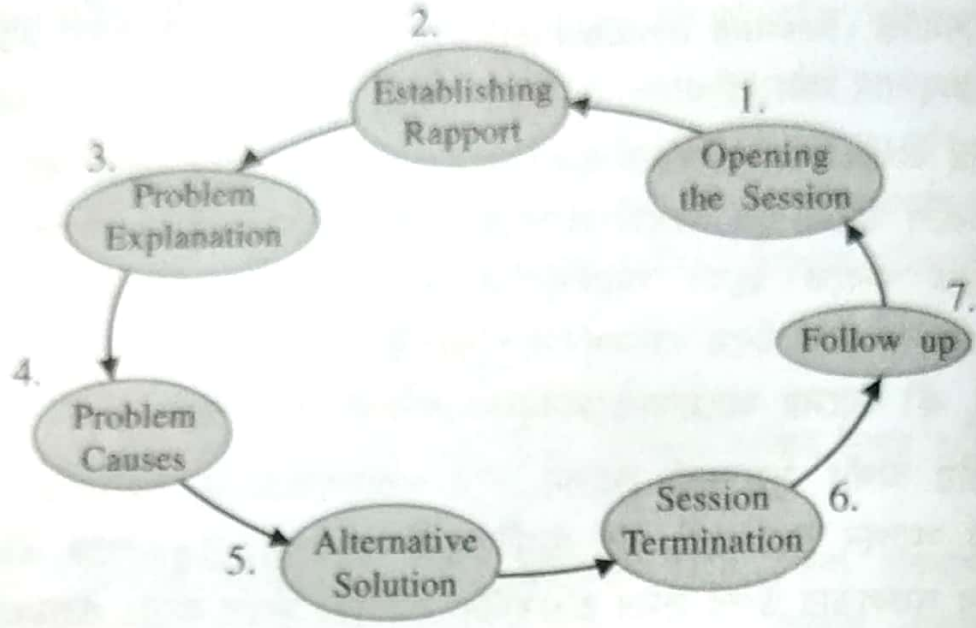 1.
Opening
the Session
2.
Establishing
Rapport
3.
Problem
Explanation
4.
Problem
Causes
5.
Alternative
Solution
6.
Session
Termination
7.
Follow up